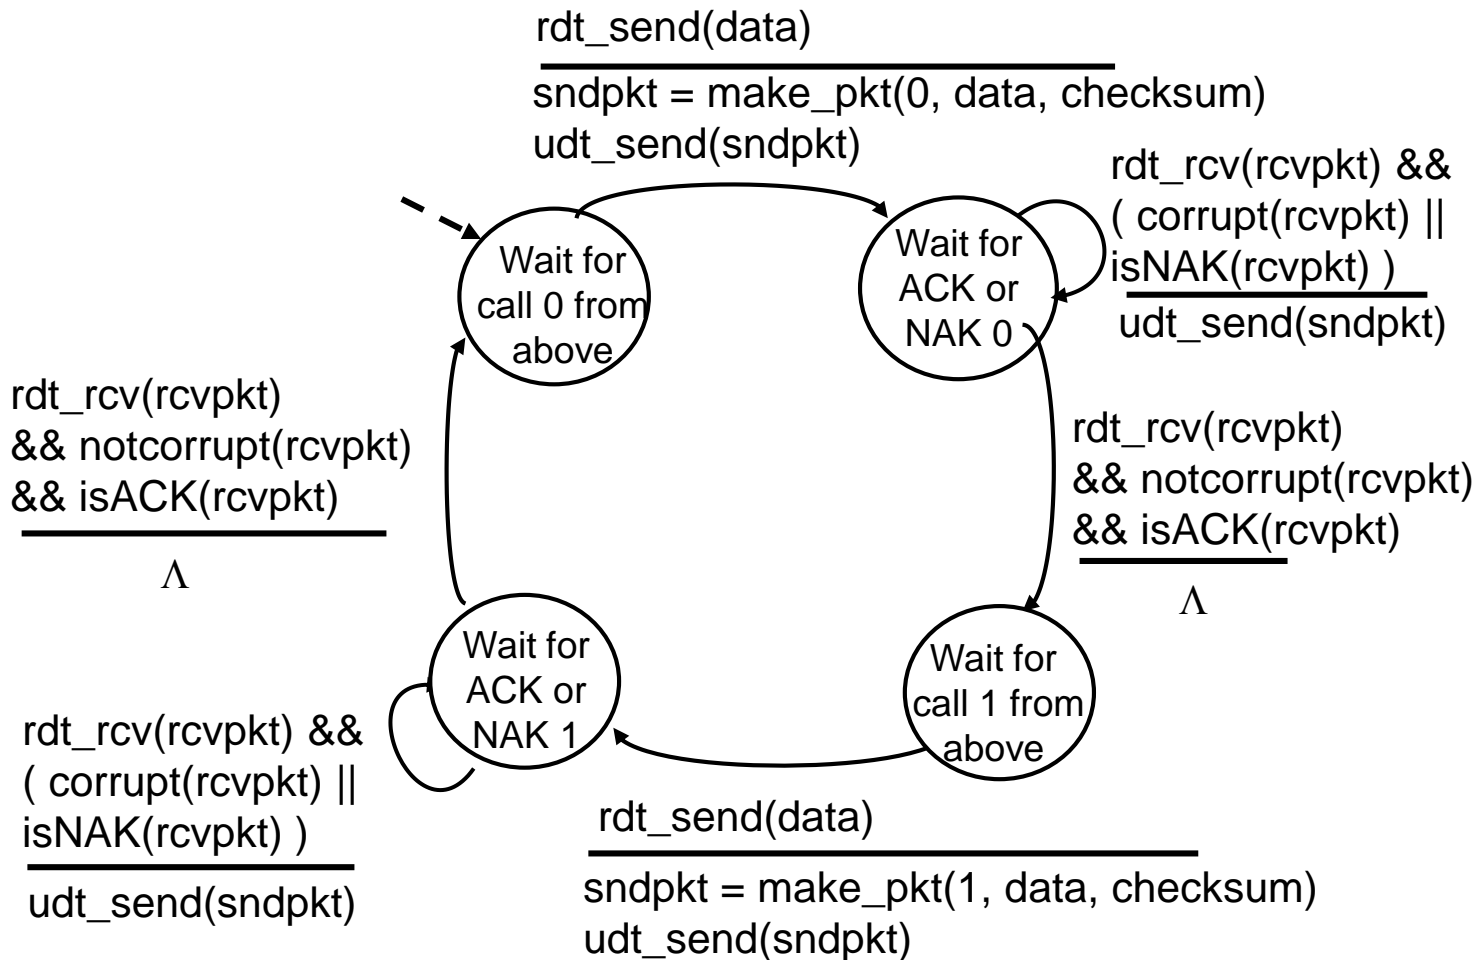 rdt_send(data)
sndpkt = make_pkt(0, data, checksum)
udt_send(sndpkt)
rdt_rcv(rcvpkt) &&
( corrupt(rcvpkt) ||
isNAK(rcvpkt) )
udt_send(sndpkt)
Wait for
call 0 from
above
Wait for
ACK or
NAK 0
rdt_rcv(rcvpkt)
&& notcorrupt(rcvpkt)
&& isACK(rcvpkt)
Λ
rdt_rcv(rcvpkt)
&& notcorrupt(rcvpkt)
&& isACK(rcvpkt)
Λ
Wait for
ACK or
NAK 1
Wait for
call 1 from
above
rdt_rcv(rcvpkt) &&
( corrupt(rcvpkt) ||
isNAK(rcvpkt) )
udt_send(sndpkt)
rdt_send(data)
sndpkt = make_pkt(1, data, checksum)
udt_send(sndpkt)